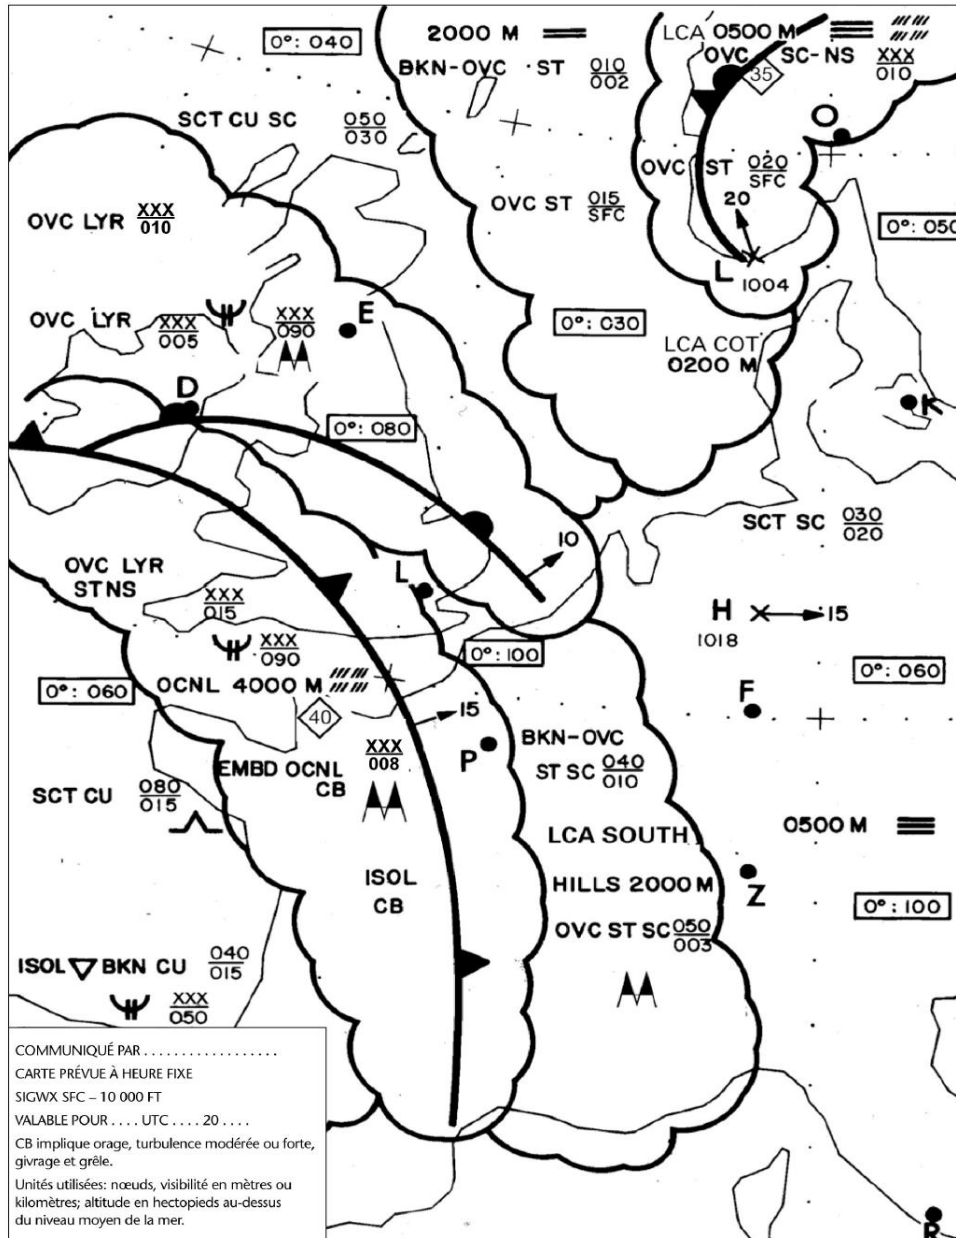 0°: 040
2000 M
BKN-OVC ST 010
002
LCA 0500 M
OVC SC-NS XXX
010
35
O
SCT CU SC 050
030
OVC ST 020
SFC
20
OVC LYR XXX
010
OVC ST 015
SFC
0°: 050
L 1004
OVC LYR XXX
005
XXX
090
E
0°: 030
LCA COT
0200 M
D
K
0°: 080
SCT SC 030
020
10
OVC LYR
ST NS
L
XXX
015
H
1018
15
XXX
090
0°: 100
0°: 060
0°: 060
OCNL 4000 M
40
15
F
P
BKN-OVC
ST SC 040
010
XXX
008
EMBD OCNL
CB
SCT CU 080
015
0500 M
LCA SOUTH
HILLS 2000 M
ISOL
CB
Z
0°: 100
OVC ST SC 050
003
ISOL BKN CU 040
015
XXX
050
COMMUNIQUÉ PAR . . . . . . . . . . . . . . . . . .
CARTE PRÉVUE À HEURE FIXE
SIGWX SFC – 10 000 FT
VALABLE POUR . . . . UTC . . . . 20 . . . .
CB implique orage, turbulence modérée ou forte,
givrage et grêle.
Unités utilisées: nœuds, visibilité en mètres ou
kilomètres; altitude en hectopieds au-dessus
du niveau moyen de la mer.
R